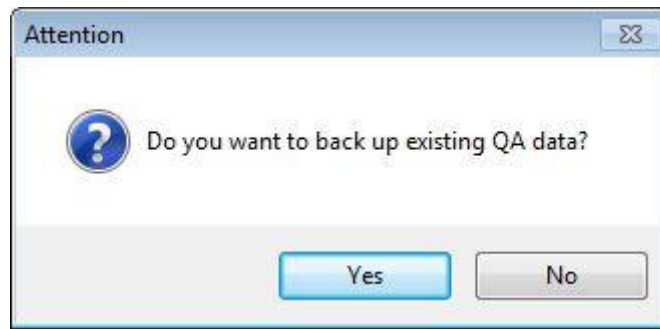 Attention
Do you want to back up existing QA data?
Yes
No